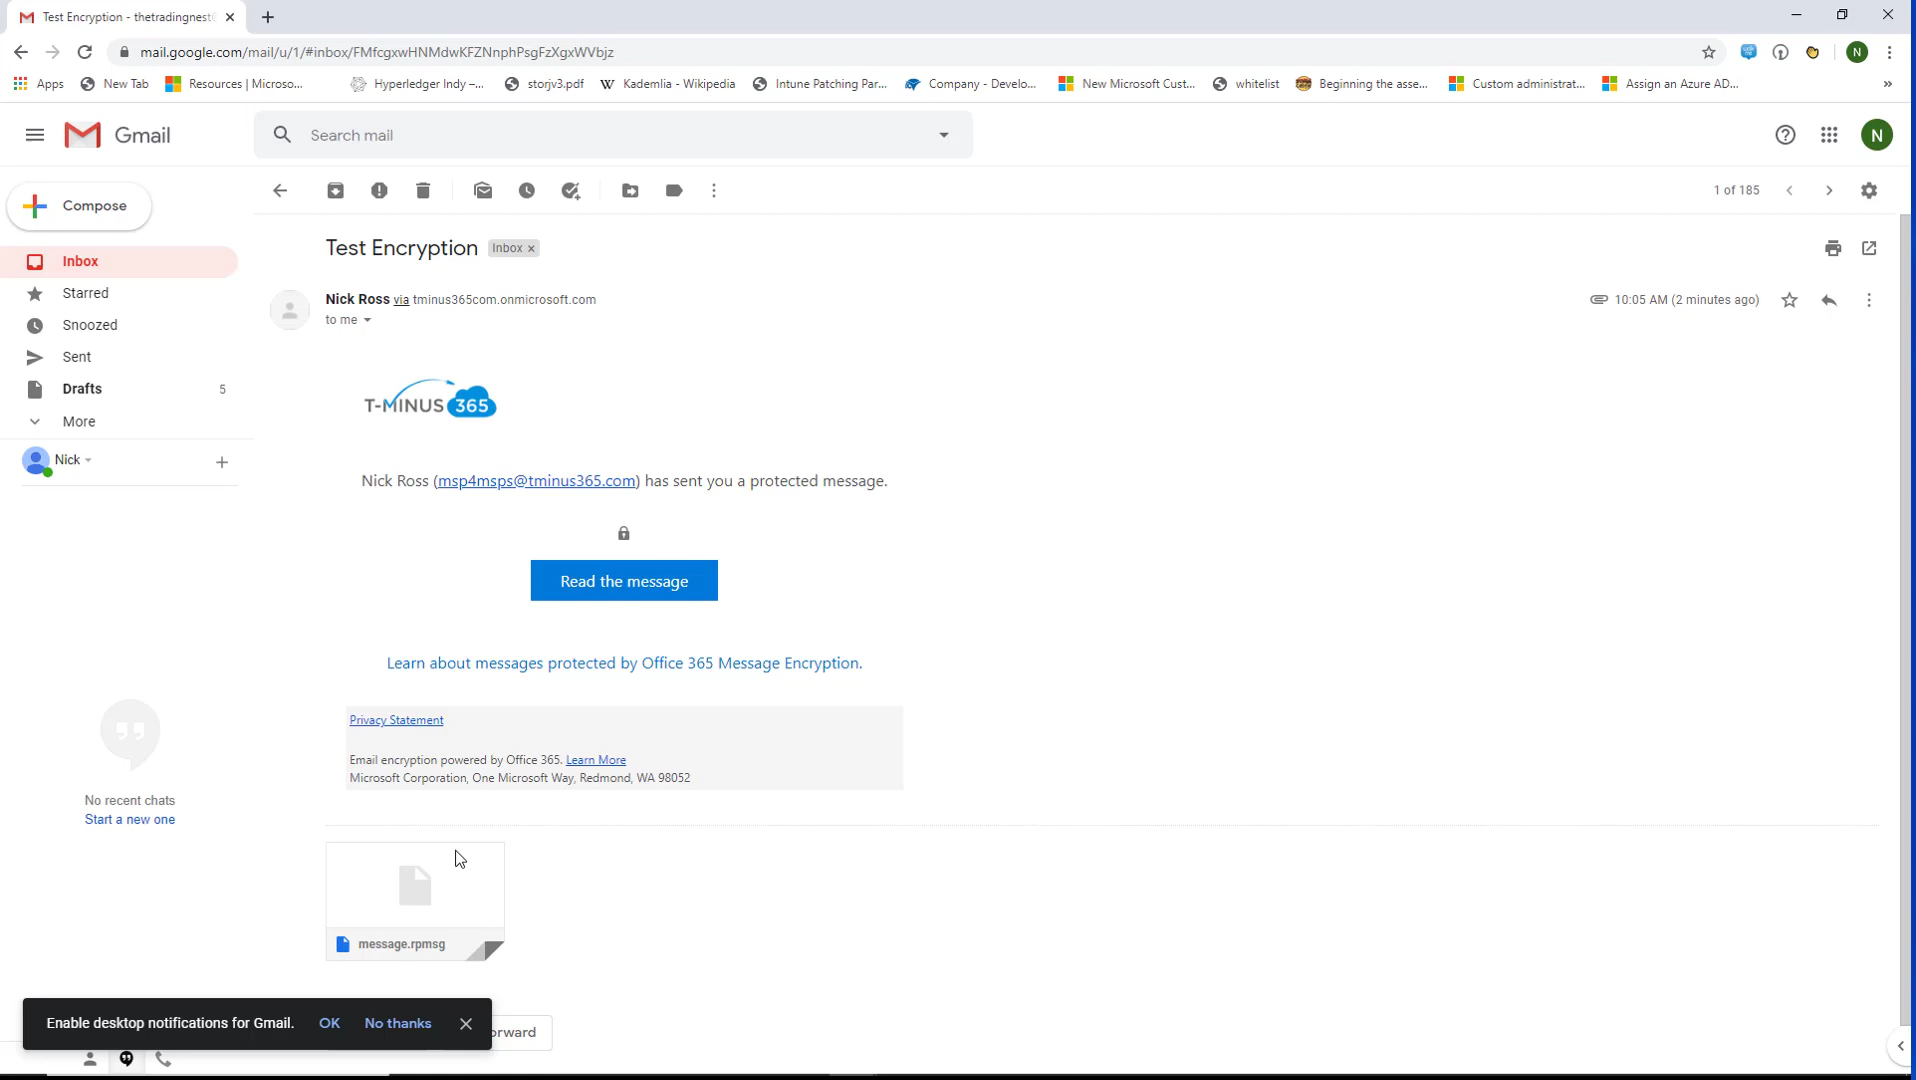 Test Encryption - thetradingnest
mail.google.com/mail/u/1/#inbox/FMfcgxwHNMdwKFZNnphPsgFzXgxWVbjz
N
Apps New Tab Resources | Microso... Hyperledger Indy –... storjv3.pdf Kademlia - Wikipedia Intune Patching Par... Company - Develo... New Microsoft Cust... whitelist Beginning the asse... Custom administrat... Assign an Azure AD... »
Gmail
Search mail
N
Compose
1 of 185
Inbox
Starred
Snoozed
Sent
Drafts 5
More
Nick
No recent chats
Start a new one
Test Encryption Inbox ×
Nick Ross via tminus365com.onmicrosoft.com
10:05 AM (2 minutes ago)
to me
T-MINUS 365
Nick Ross (msp4msps@tminus365.com) has sent you a protected message.
Read the message
Learn about messages protected by Office 365 Message Encryption.
Privacy Statement
Email encryption powered by Office 365. Learn More
Microsoft Corporation, One Microsoft Way, Redmond, WA 98052
message.rpmsg
Enable desktop notifications for Gmail. OK No thanks
orward